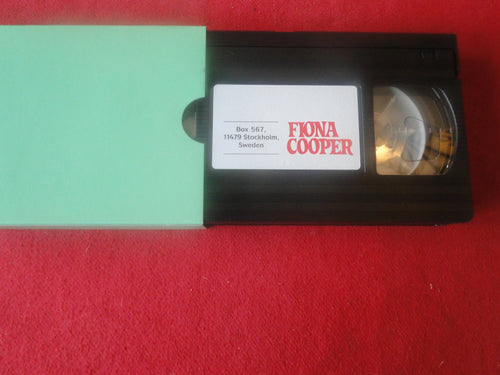 Box 567,
11479 Stockholm,
Sweden
FIONA
COOPER